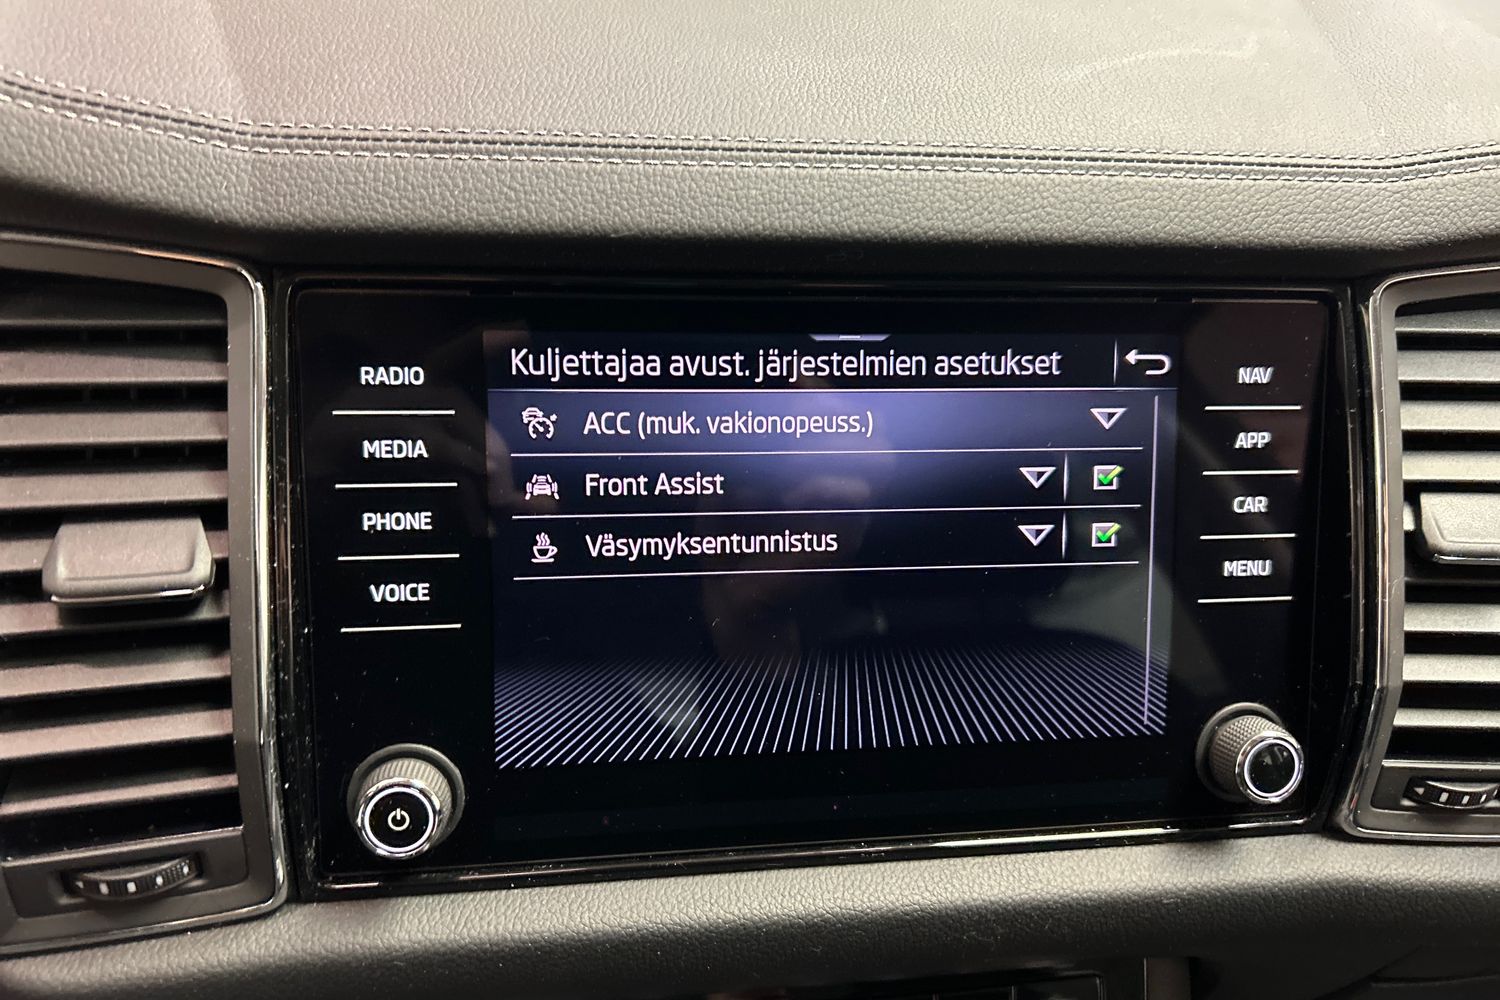 RADIO
MEDIA
PHONE
VOICE
Kuljettajaa avust. järjestelmien asetukset
ACC (muk. vakionopeuss.)
Front Assist
Väsymyksentunnistus
NAV
APP
CAR
MENU